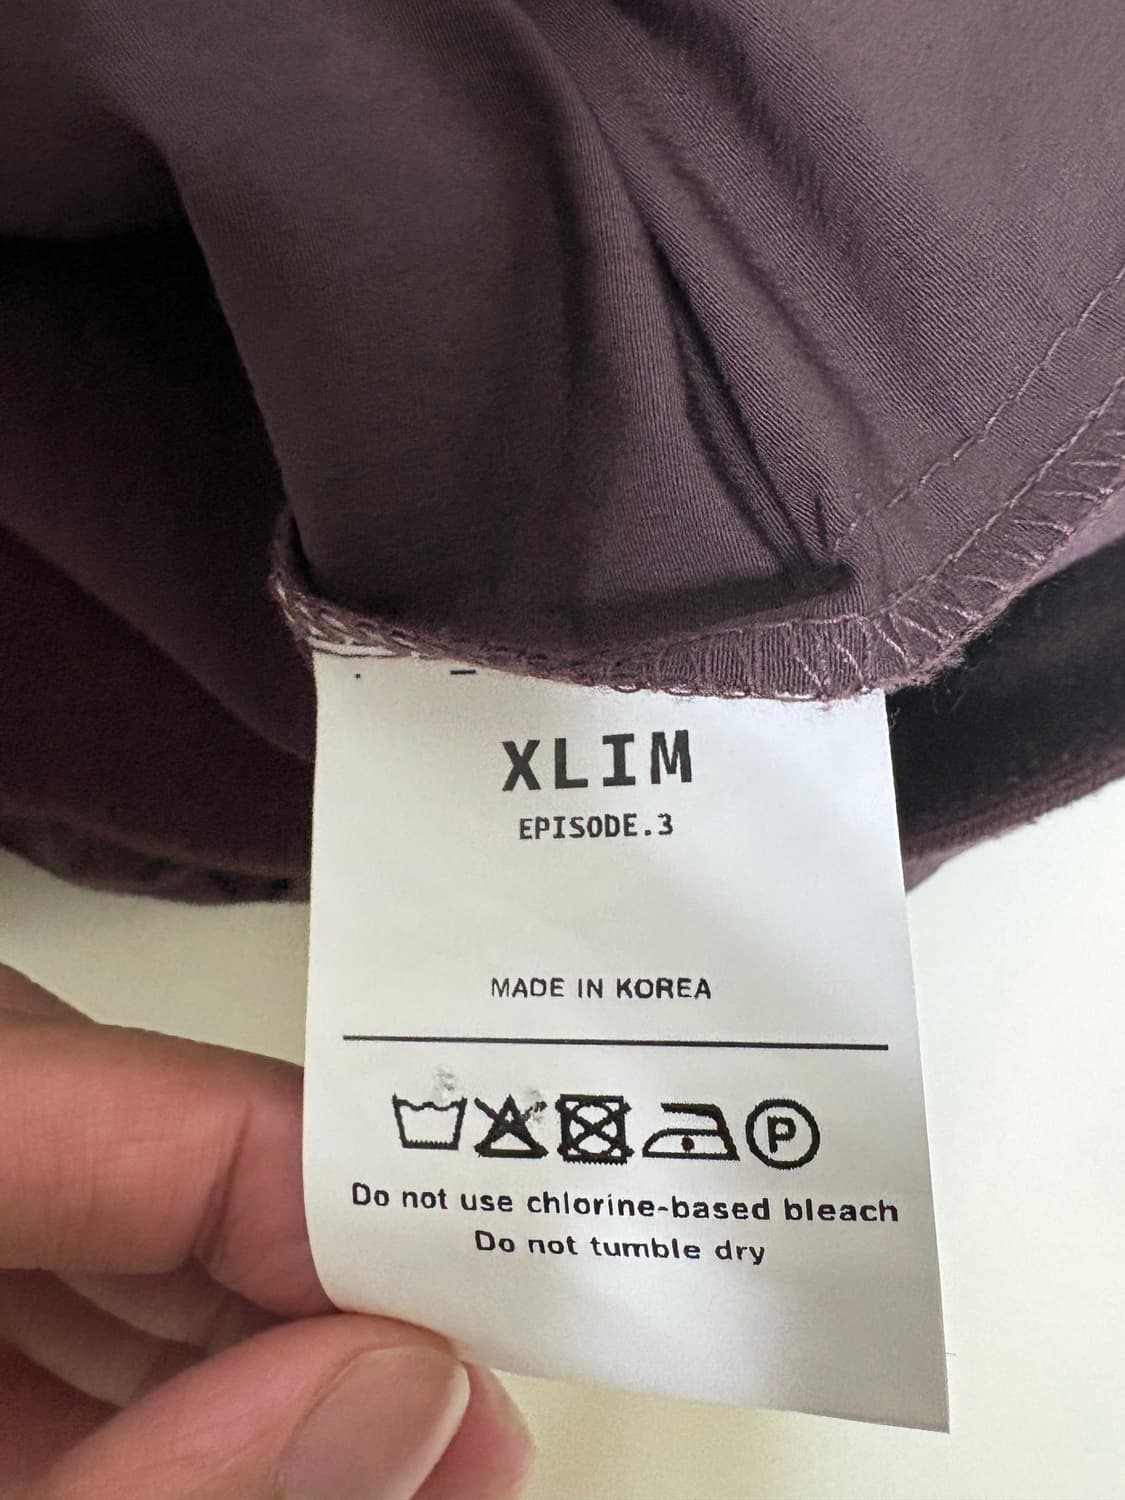 XLIM
EPISODE.3
MADE IN KOREA
P
Do not use chlorine-based bleach
Do not tumble dry